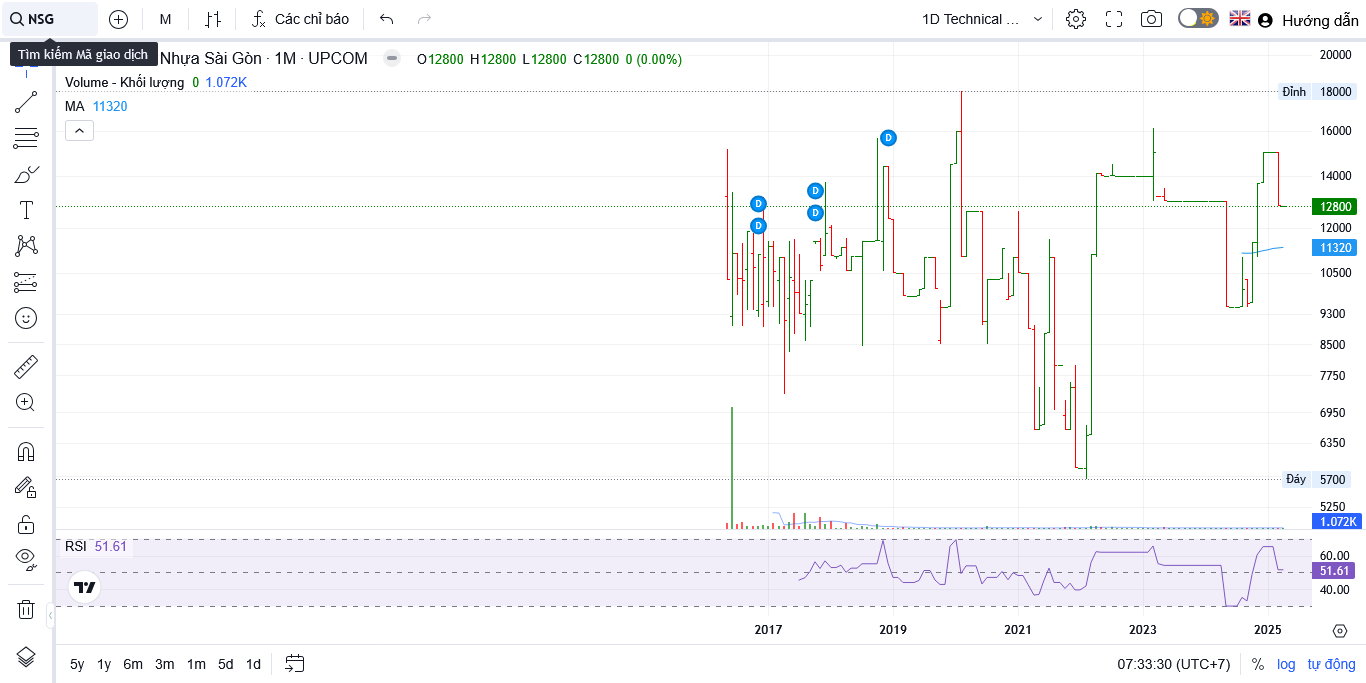 NSG
M
Các chỉ báo
1D Technical ...
Hướng dẫn
Tìm kiếm Mã giao dịch
Nhựa Sài Gòn · 1M · UPCOM
O12800 H12800 L12800 C12800 0 (0.00%)
Volume - Khối lượng 0 1.072K
MA 11320
20000
Đỉnh 18000
16000
14000
12800
12000
11320
10500
9300
8500
7750
6950
6350
Đáy 5700
5250
1.072K
D
D
D
D
D
RSI 51.61
60.00
51.61
40.00
2017 2019 2021 2023 2025
5y 1y 6m 3m 1m 5d 1d
07:33:30 (UTC+7) % log tự động